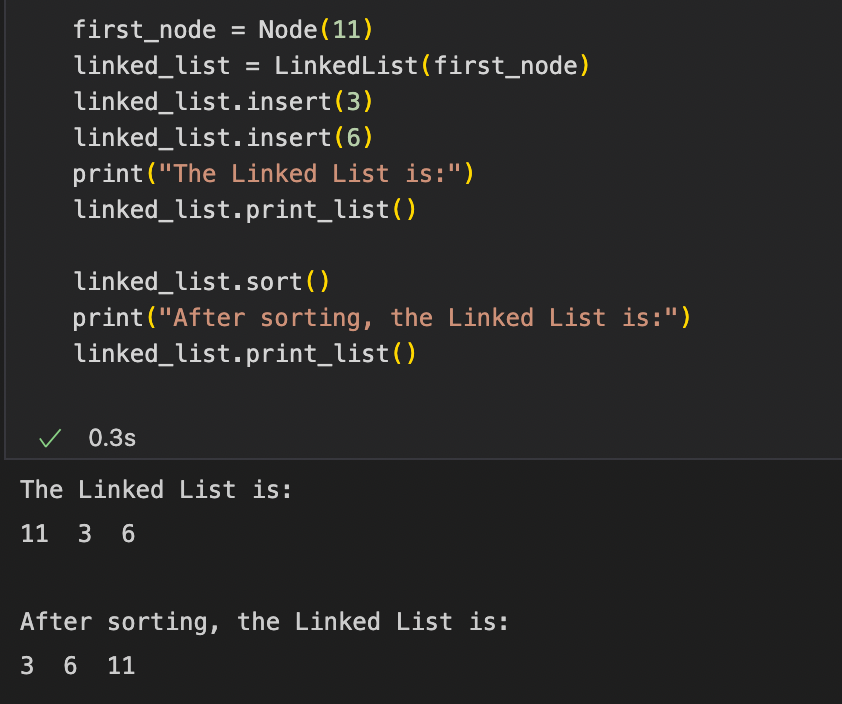 first_node = Node(11)
linked_list = LinkedList(first_node)
linked_list.insert(3)
linked_list.insert(6)
print("The Linked List is:")
linked_list.print_list()
linked_list.sort()
print("After sorting, the Linked List is:")
linked_list.print_list()
0.3s
The Linked List is:
11  3  6
After sorting, the Linked List is:
3  6  11